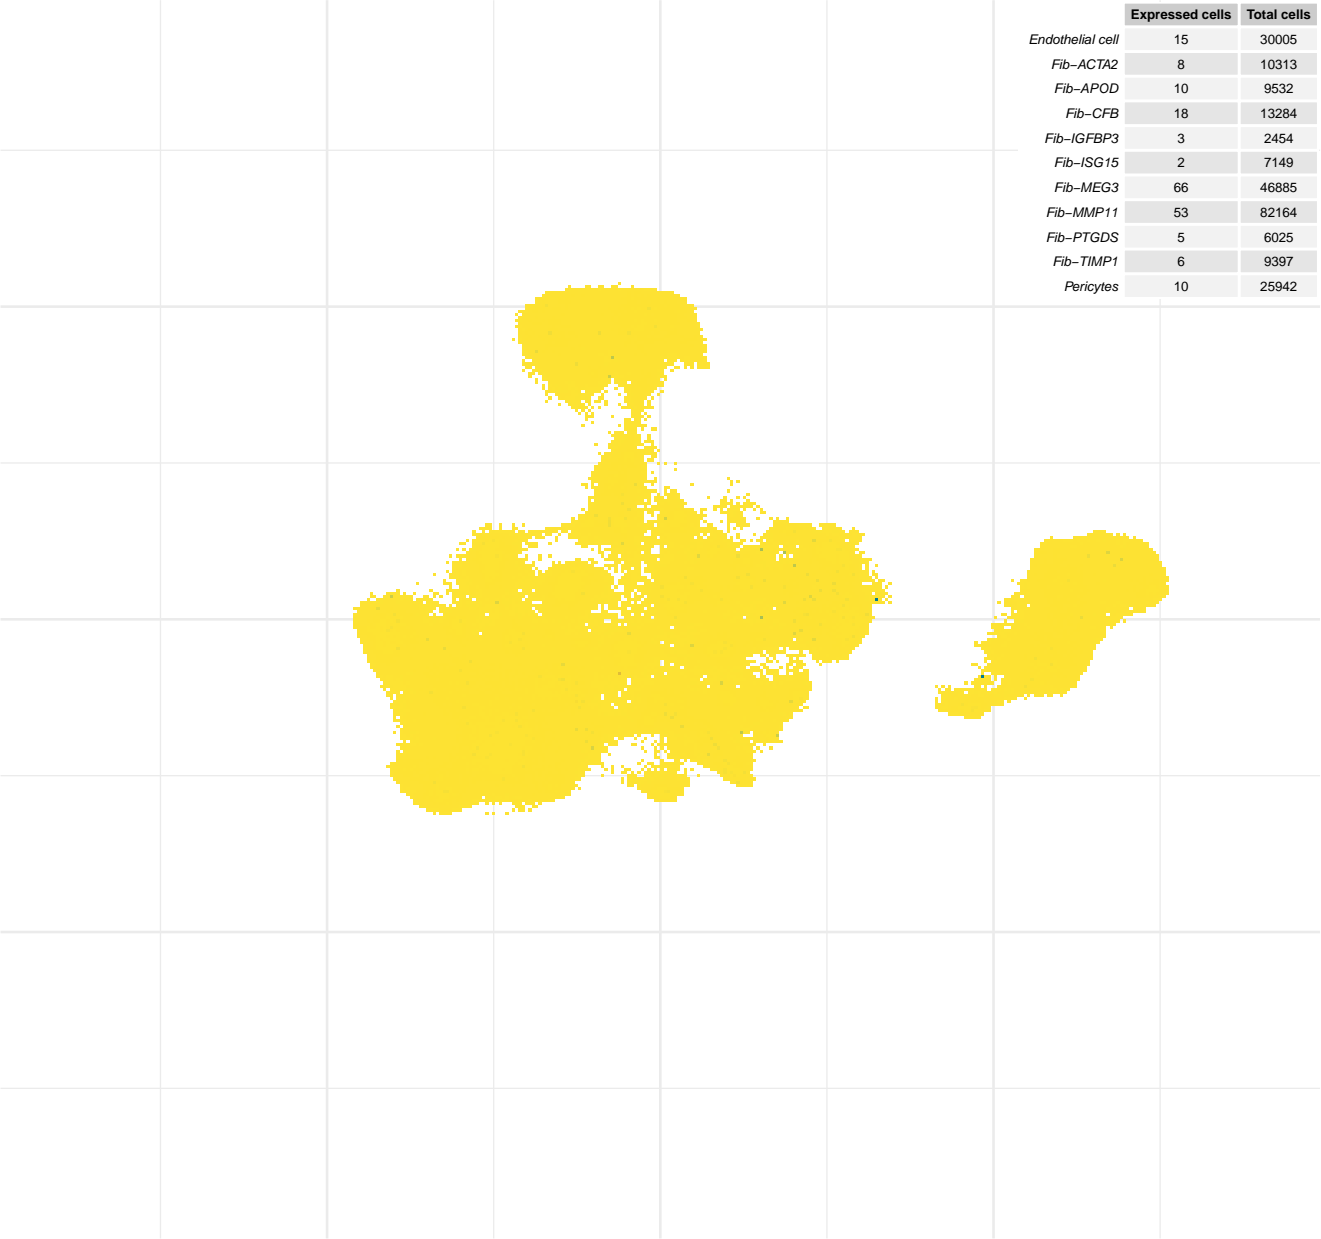 Expressed cells Total cells
Endothelial cell 15 30005
Fib−ACTA2 8 10313
Fib−APOD 10 9532
Fib−CFB 18 13284
Fib−IGFBP3 3 2454
Fib−ISG15 2 7149
Fib−MEG3 66 46885
Fib−MMP11 53 82164
Fib−PTGDS 5 6025
Fib−TIMP1 6 9397
Pericytes 10 25942